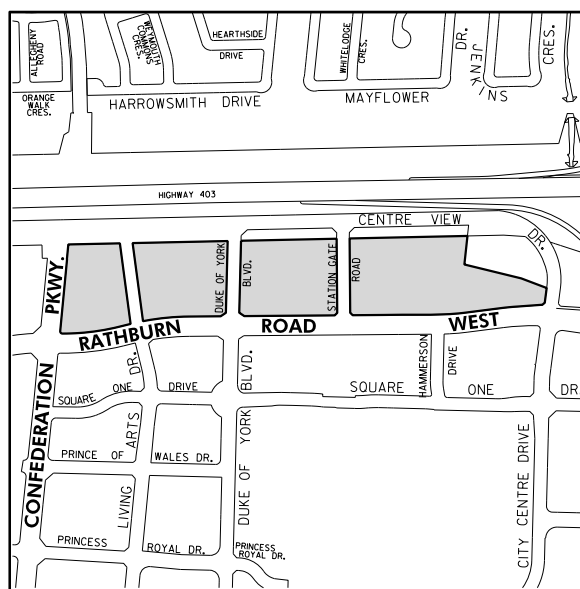 ALLEGHENY
ROAD
WEYMOUTH
COMMONS
CRES.
HEARTHSIDE
DRIVE
WHITELODGE
CRES.
DR.
JENKINS
CRES.
ORANGE
WALK
CRES.
HARROWSMITH DRIVE
MAYFLOWER
HIGHWAY 403
CENTRE VIEW
DR.
PKWY.
DUKE OF YORK
BLVD.
STATION GATE
ROAD
RATHBURN
ROAD
WEST
CONFEDERATION
SQUARE ONE
DR.
DRIVE
BLVD.
SQUARE
HAMMERSON
DRIVE
ONE
DR.
PRINCE OF
ARTS
WALES DR.
DUKE OF YORK
CITY CENTRE DRIVE
LIVING
PRINCESS
ROYAL DR.
PRINCESS
ROYAL DR.